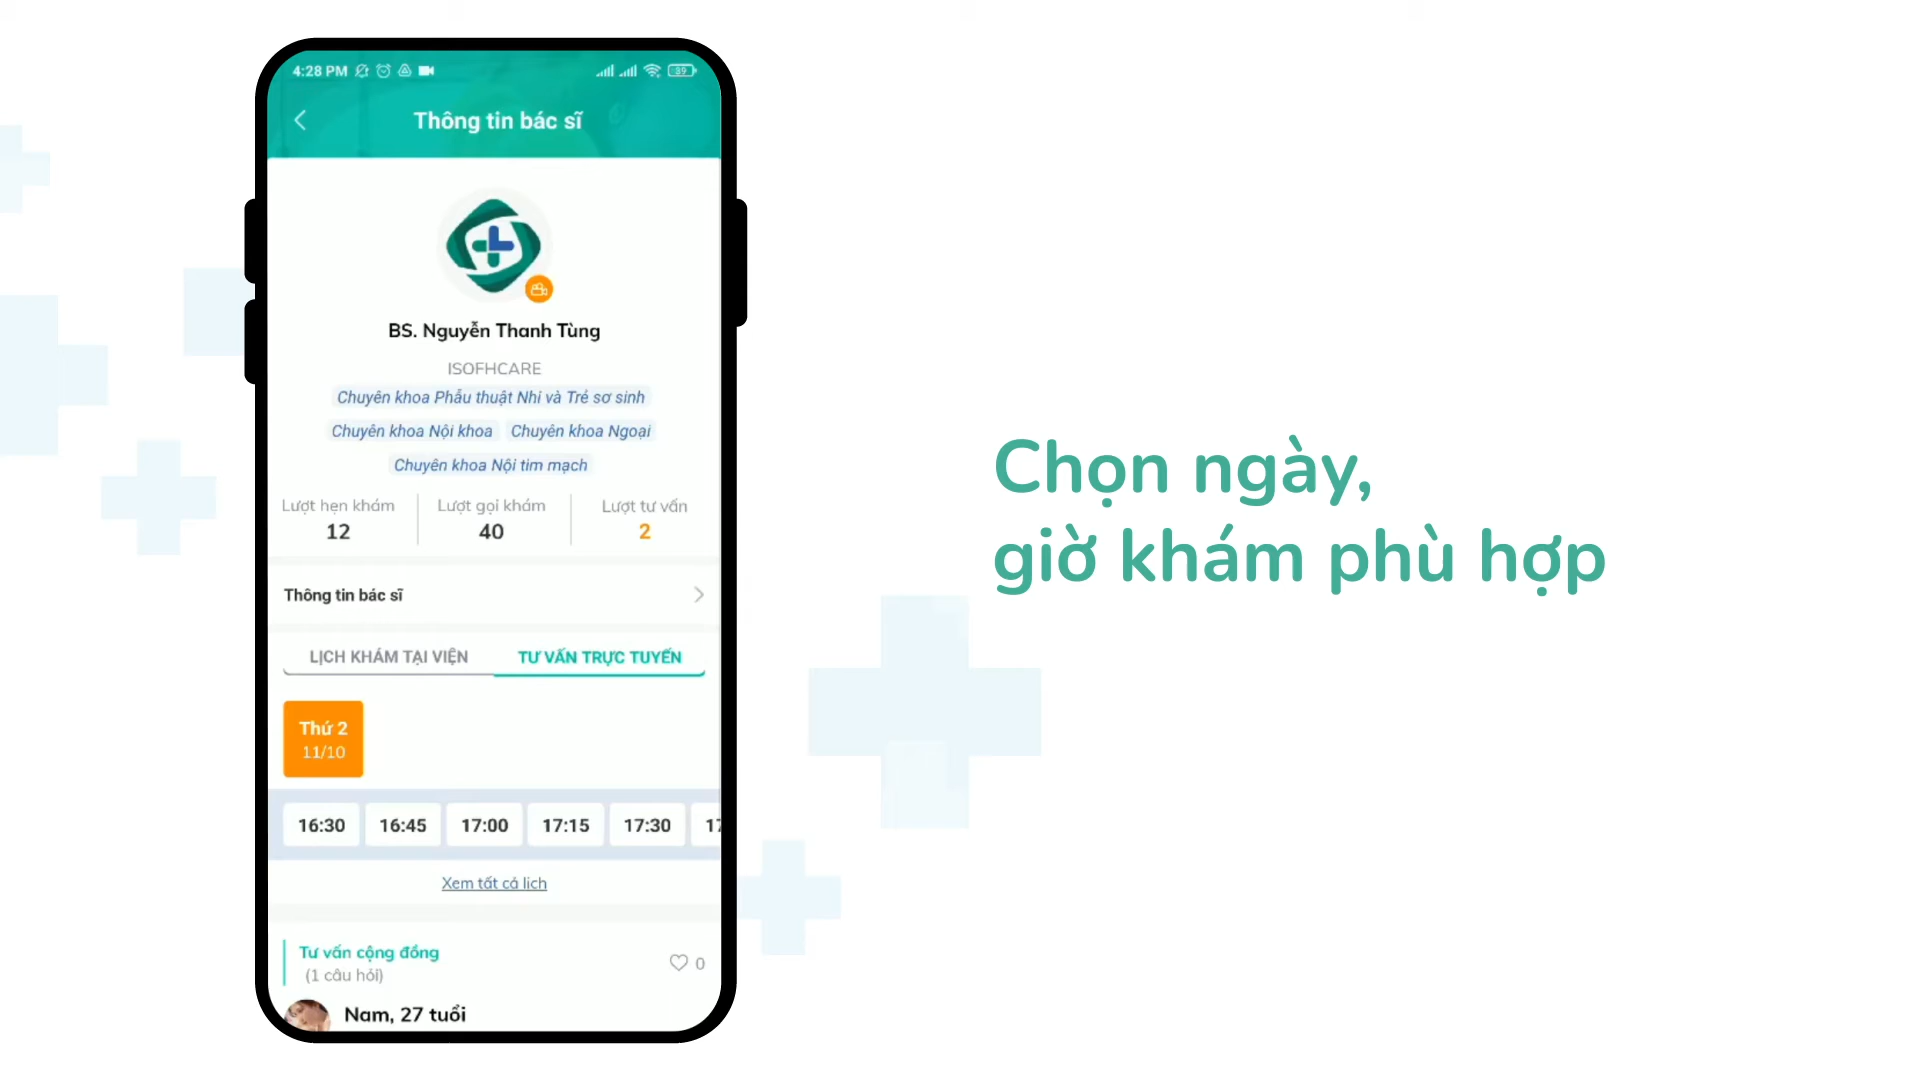 4:28 PM
39
Thông tin bác sĩ
BS. Nguyễn Thanh Tùng
ISOFHCARE
Chuyên khoa Phẫu thuật Nhi và Trẻ sơ sinh
Chuyên khoa Nội khoa Chuyên khoa Ngoại
Chuyên khoa Nội tim mạch
Lượt hẹn khám Lượt gọi khám Lượt tư vấn
12 40 2
Thông tin bác sĩ
LỊCH KHÁM TẠI VIỆN TƯ VẤN TRỰC TUYẾN
Thứ 2
11/10
16:30 16:45 17:00 17:15 17:30
Xem tất cả lịch
Tư vấn cộng đồng
(1 câu hỏi)
0
Nam, 27 tuổi
Chọn ngày,
giờ khám phù hợp